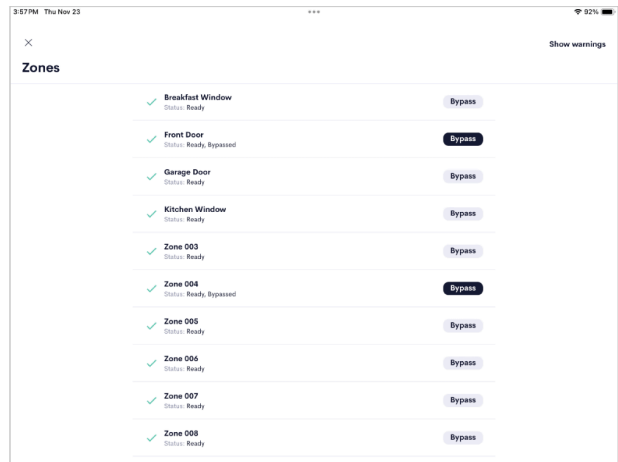 3:57PM Thu Nov 23
92%
Show warnings
Zones
Breakfast Window
Status: Ready
Bypass
Front Door
Status: Ready, Bypassed
Bypass
Garage Door
Status: Ready
Bypass
Kitchen Window
Status: Ready
Bypass
Zone 003
Status: Ready
Bypass
Zone 004
Status: Ready, Bypassed
Bypass
Zone 005
Status: Ready
Bypass
Zone 006
Status: Ready
Bypass
Zone 007
Status: Ready
Bypass
Zone 008
Status: Ready
Bypass